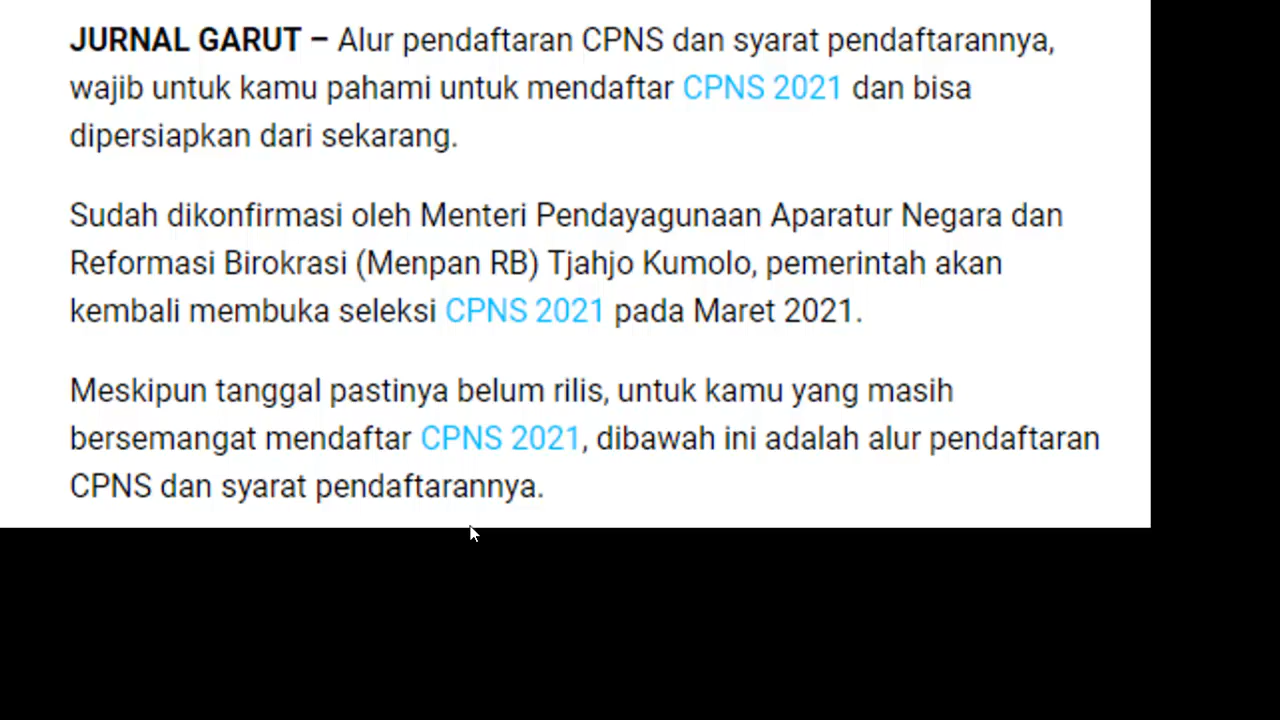 JURNAL GARUT – Alur pendaftaran CPNS dan syarat pendaftarannya,
wajib untuk kamu pahami untuk mendaftar CPNS 2021 dan bisa
dipersiapkan dari sekarang.
Sudah dikonfirmasi oleh Menteri Pendayagunaan Aparatur Negara dan
Reformasi Birokrasi (Menpan RB) Tjahjo Kumolo, pemerintah akan
kembali membuka seleksi CPNS 2021 pada Maret 2021.
Meskipun tanggal pastinya belum rilis, untuk kamu yang masih
bersemangat mendaftar CPNS 2021, dibawah ini adalah alur pendaftaran
CPNS dan syarat pendaftarannya.